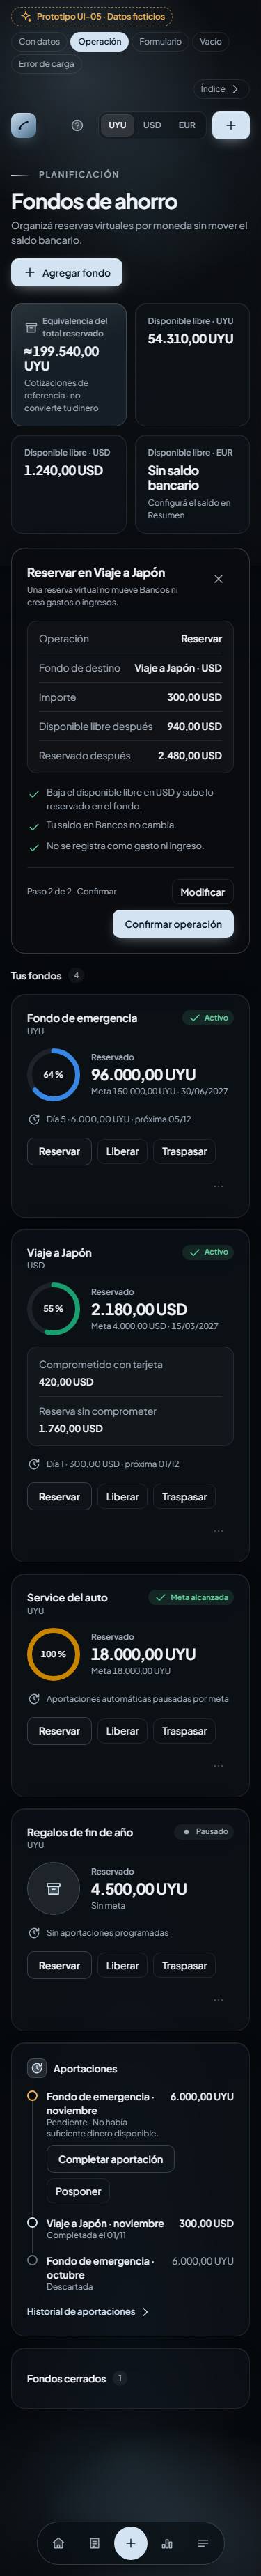 Prototipo UI-05 · Datos ficticios
Con datos
Operación
Formulario
Vacío
Error de carga
Índice
UYU
USD
EUR
PLANIFICACIÓN
Fondos de ahorro
Organizá reservas virtuales por moneda sin mover el
saldo bancario.
Agregar fondo
Equivalencia del
total reservado
≈199.540,00
UYU
Cotizaciones de
referencia · no
convierte tu dinero
Disponible libre · UYU
54.310,00 UYU
Disponible libre · USD
1.240,00 USD
Disponible libre · EUR
Sin saldo
bancario
Configurá el saldo en
Resumen
Reservar en Viaje a Japón
Una reserva virtual no mueve Bancos ni
crea gastos o ingresos.
Operación
Reservar
Fondo de destino
Viaje a Japón · USD
Importe
300,00 USD
Disponible libre después
940,00 USD
Reservado después
2.480,00 USD
Baja el disponible libre en USD y sube lo
reservado en el fondo.
Tu saldo en Bancos no cambia.
No se registra como gasto ni ingreso.
Paso 2 de 2 · Confirmar
Modificar
Confirmar operación
Tus fondos
4
Fondo de emergencia
Activo
UYU
64 %
Reservado
96.000,00 UYU
Meta 150.000,00 UYU · 30/06/2027
Día 5 · 6.000,00 UYU · próxima 05/12
Reservar
Liberar
Traspasar
...
Viaje a Japón
Activo
USD
55 %
Reservado
2.180,00 USD
Meta 4.000,00 USD · 15/03/2027
Comprometido con tarjeta
420,00 USD
Reserva sin comprometer
1.760,00 USD
Día 1 · 300,00 USD · próxima 01/12
Reservar
Liberar
Traspasar
...
Service del auto
Meta alcanzada
UYU
100 %
Reservado
18.000,00 UYU
Meta 18.000,00 UYU
Aportaciones automáticas pausadas por meta
Reservar
Liberar
Traspasar
...
Regalos de fin de año
Pausado
UYU
Reservado
4.500,00 UYU
Sin meta
Sin aportaciones programadas
Reservar
Liberar
Traspasar
...
Aportaciones
Fondo de emergencia ·
noviembre
6.000,00 UYU
Pendiente · No había
suficiente dinero disponible.
Completar aportación
Posponer
Viaje a Japón · noviembre
300,00 USD
Completada el 01/11
Fondo de emergencia ·
octubre
6.000,00 UYU
Descartada
Historial de aportaciones
Fondos cerrados
1